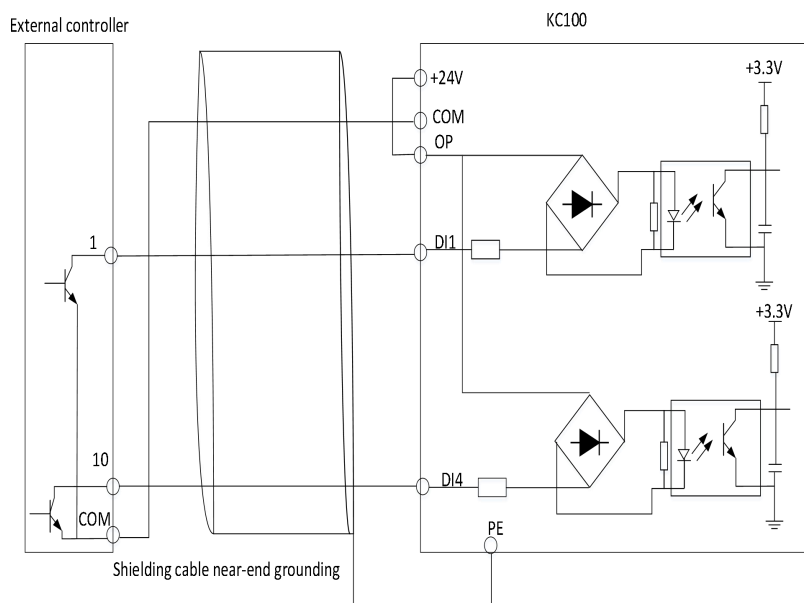 KC100
External controller
+24V
+3.3V
COM
OP
1
DI1
+3.3V
10
DI4
COM
PE
Shielding cable near-end grounding